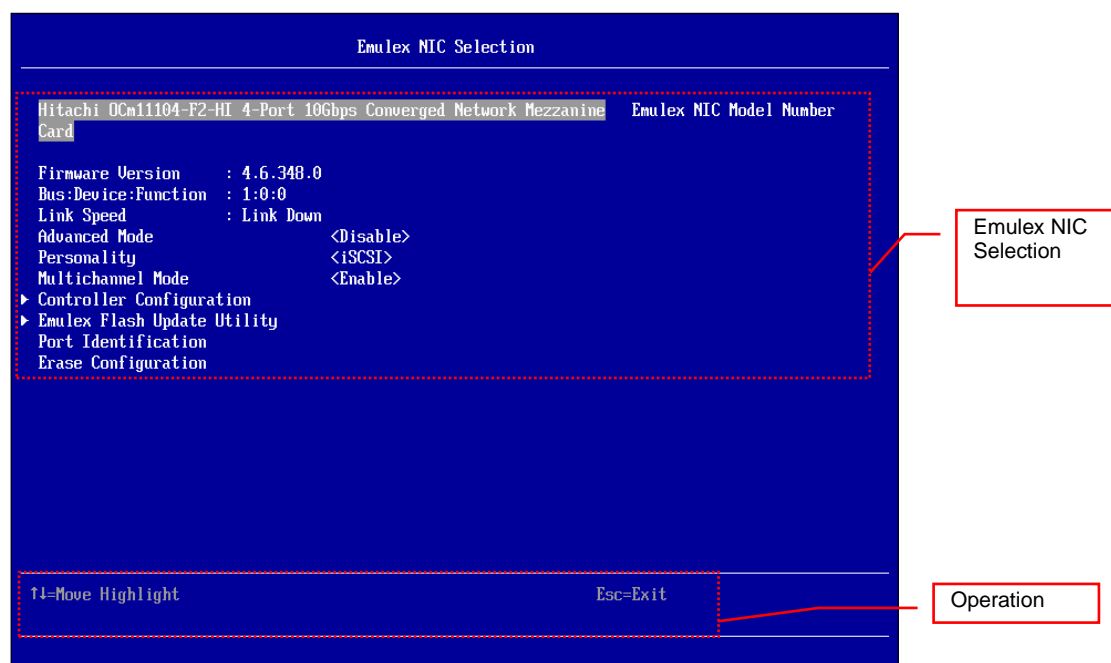 Emulex NIC Selection
Hitachi OCm11104-F2-HI 4-Port 10Gbps Converged Network Mezzanine Card
Emulex NIC Model Number
Firmware Version : 4.6.348.0
Bus:Device:Function : 1:0:0
Link Speed : Link Down
Advanced Mode <Disable>
Personality <iSCSI>
Multichannel Mode <Enable>
▶ Controller Configuration
▶ Emulex Flash Update Utility
Port Identification
Erase Configuration
↑↓=Move Highlight Esc=Exit
Emulex NIC
Selection
Operation